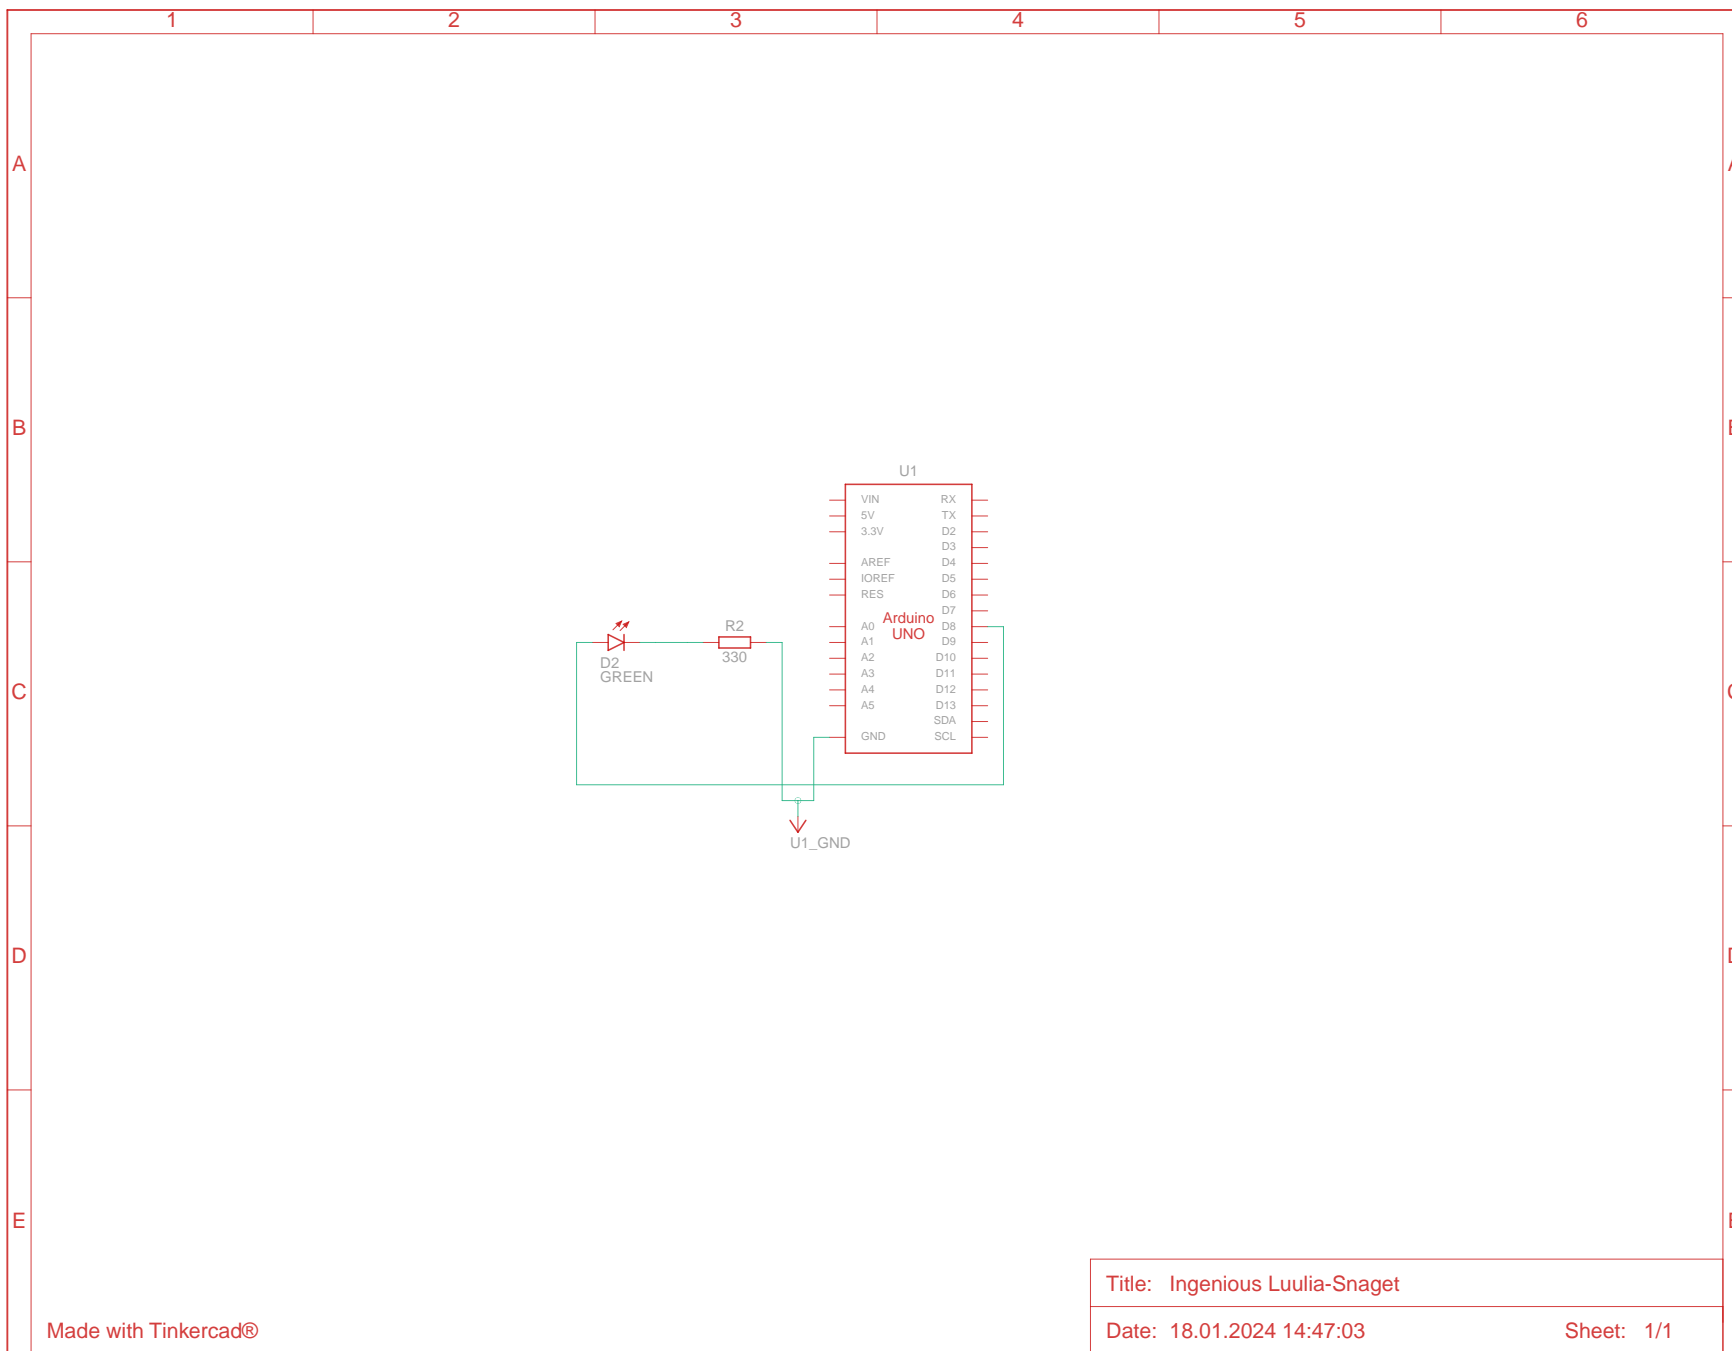 1 2 3 4 5 6
A
B
C
D
E
U1
VIN RX
5V TX
3.3V D2
D3
AREF D4
IOREF D5
RES D6
D7
Arduino
UNO
A0 D8
A1 D9
A2 D10
A3 D11
A4 D12
A5 D13
SDA
GND SCL
R2
330
D2
GREEN
U1_GND
Title: Ingenious Luulia-Snaget
Made with Tinkercad®
Date: 18.01.2024 14:47:03 Sheet: 1/1